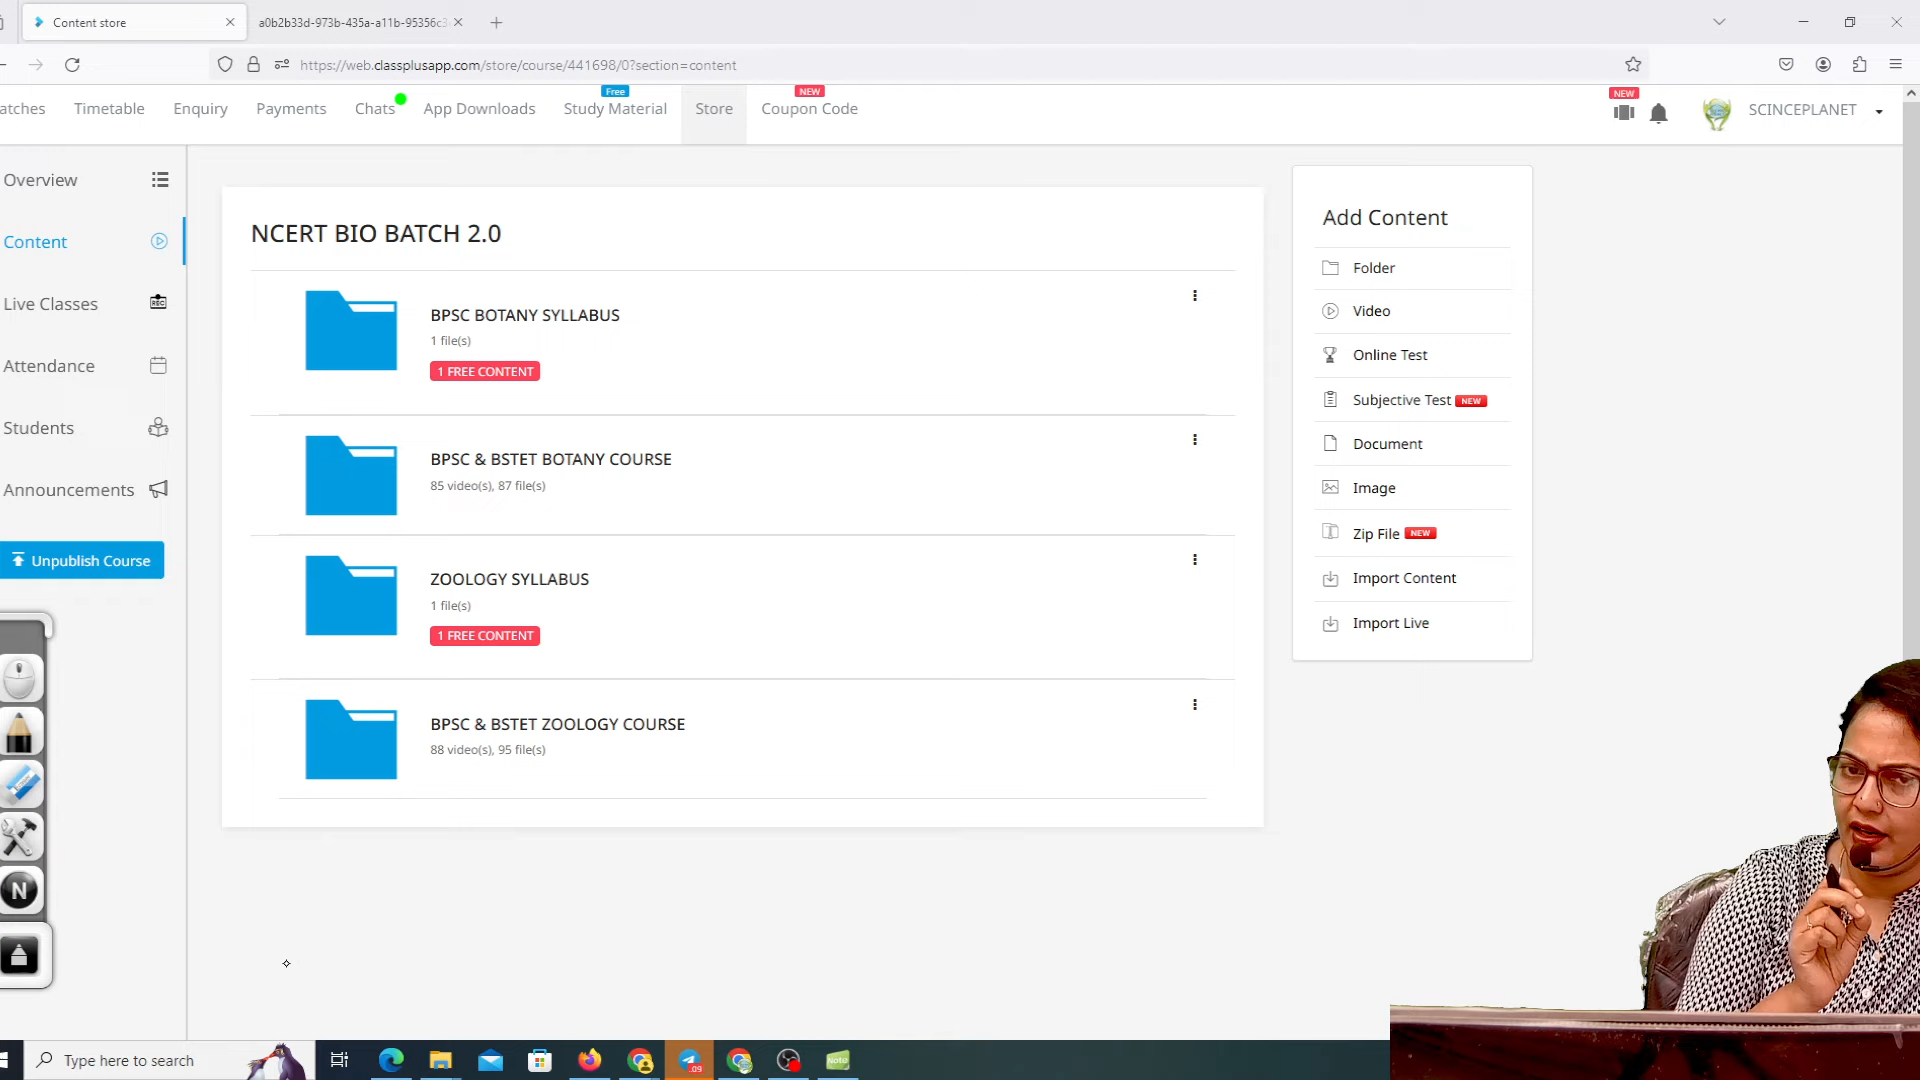 Content store
a0b2b33d-973b-435a-a11b-95356c3
https://web.classplusapp.com/store/course/441698/0?section=content
atches
Timetable
Enquiry
Payments
Chats
App Downloads
Free
Study Material
Store
NEW
Coupon Code
NEW
SCINCEPLANET
Overview
Content
Live Classes
REC
Attendance
Students
Announcements
Unpublish Course
NCERT BIO BATCH 2.0
BPSC BOTANY SYLLABUS
1 file(s)
1 FREE CONTENT
BPSC & BSTET BOTANY COURSE
85 video(s), 87 file(s)
ZOOLOGY SYLLABUS
1 file(s)
1 FREE CONTENT
BPSC & BSTET ZOOLOGY COURSE
88 video(s), 95 file(s)
Add Content
Folder
Video
Online Test
Subjective Test NEW
Document
Image
Zip File NEW
Import Content
Import Live
N
Type here to search
.09
Note